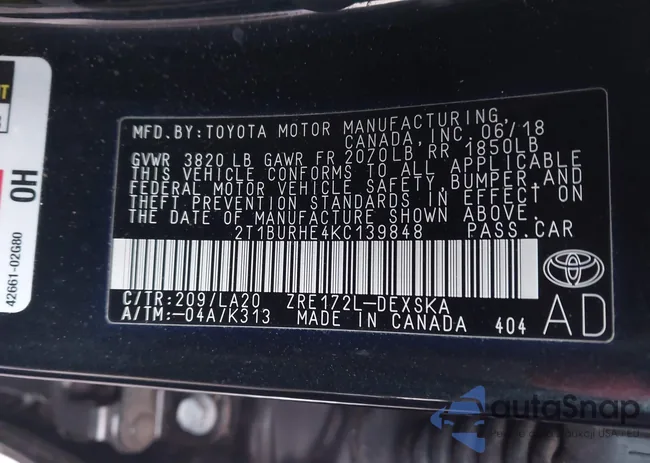 MFD. BY: TOYOTA MOTOR MANUFACTURING,
CANADA, INC. 06/18
GVWR 3820 LB GAWR FR 2070LB, RR 1850LB
THIS VEHICLE CONFORMS TO ALL APPLICABLE
FEDERAL MOTOR VEHICLE SAFETY, BUMPER AND
THEFT PREVENTION STANDARDS IN EFFECT ON
THE DATE OF MANUFACTURE SHOWN ABOVE.
2T1BURHE4KC139848 PASS.CAR
C/TR: 209/LA20 ZRE172L-DEXSKA
A/TM: -04A/K313 MADE IN CANADA 404
AD
42661-02G80
OH
autoSnap